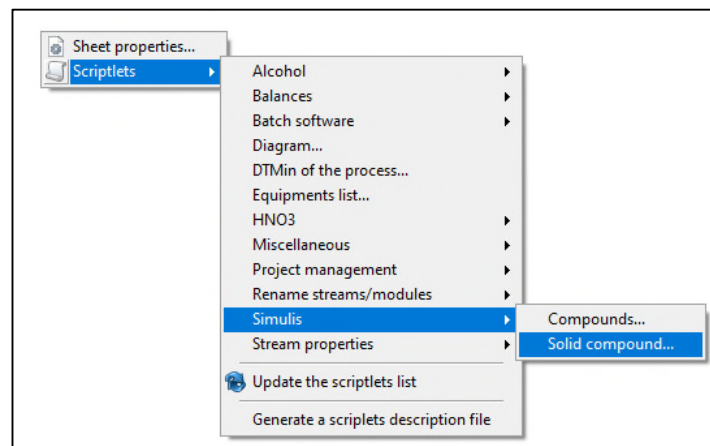 Sheet properties...
Scriptlets
Alcohol
Balances
Batch software
Diagram...
DTMin of the process...
Equipments list...
HNO3
Miscellaneous
Project management
Rename streams/modules
Simulis
Compounds...
Stream properties
Solid compound...
Update the scriptlets list
Generate a scriplets description file